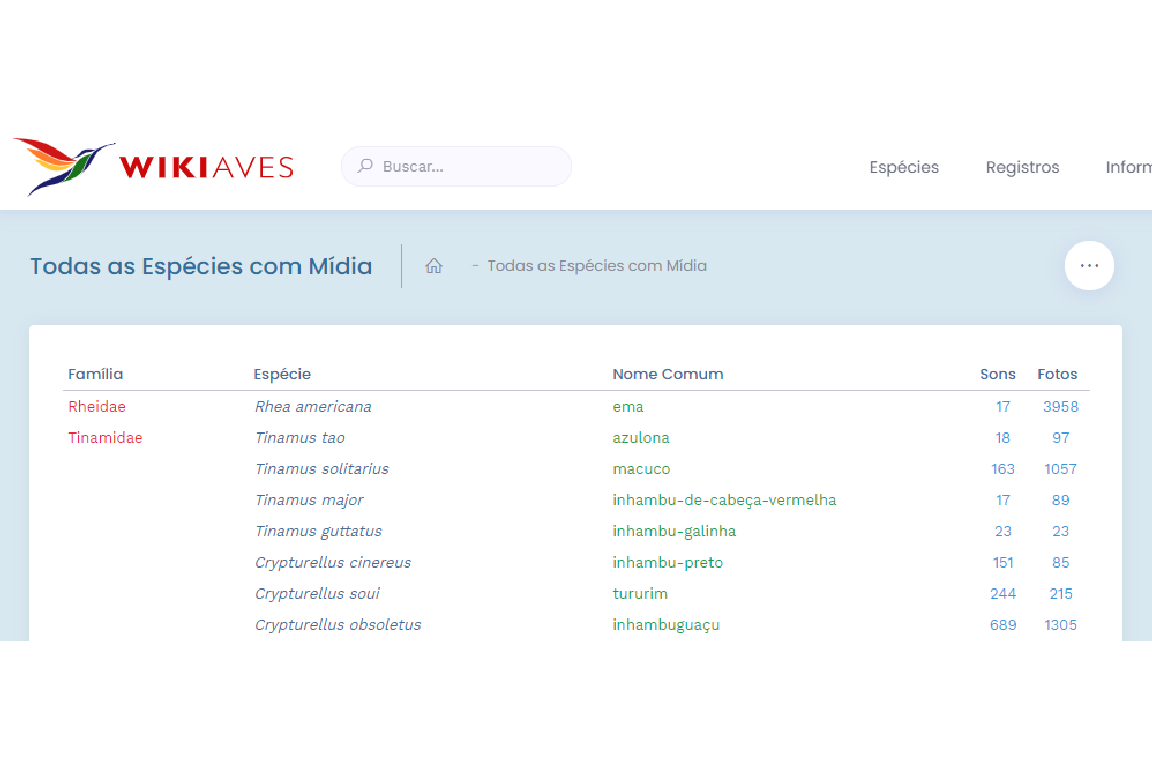 WIKIAVES Buscar... Espécies Registros Inform
Todas as Espécies com Mídia - Todas as Espécies com Mídia ...
Família Espécie Nome Comum Sons Fotos
Rheidae Rhea americana ema 17 3958
Tinamidae Tinamus tao azulona 18 97
Tinamus solitarius macuco 163 1057
Tinamus major inhambu-de-cabeça-vermelha 17 89
Tinamus guttatus inhambu-galinha 23 23
Crypturellus cinereus inhambu-preto 151 85
Crypturellus soui tururim 244 215
Crypturellus obsoletus inhambuguaçu 689 1305